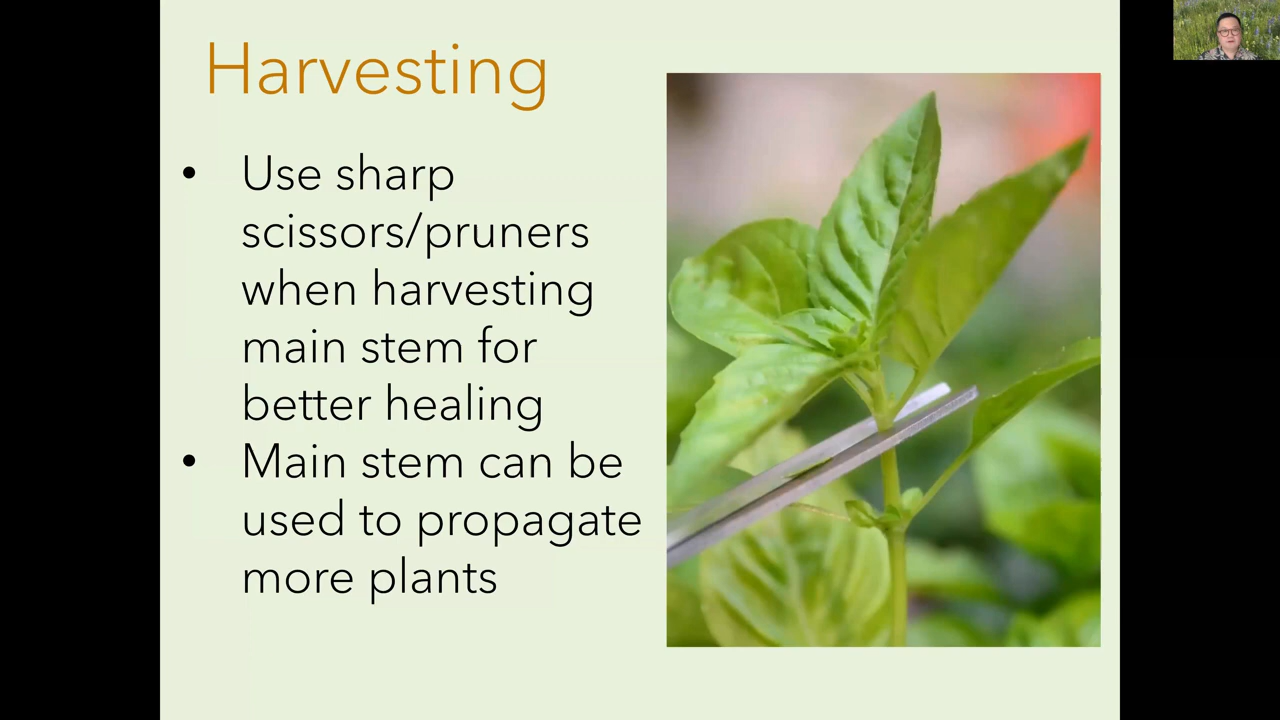 Harvesting
• Use sharp
scissors/pruners
when harvesting
main stem for
better healing
• Main stem can be
used to propagate
more plants